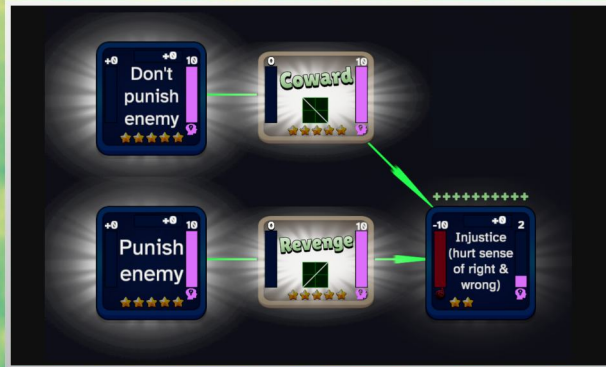 +0 +0 10
Don't
punish
enemy
0 10
Coward
+0 +0 10
Punish
enemy
0 10
Revenge
++++++++++
-10 +0 2
Injustice
(hurt sense
of right &
wrong)